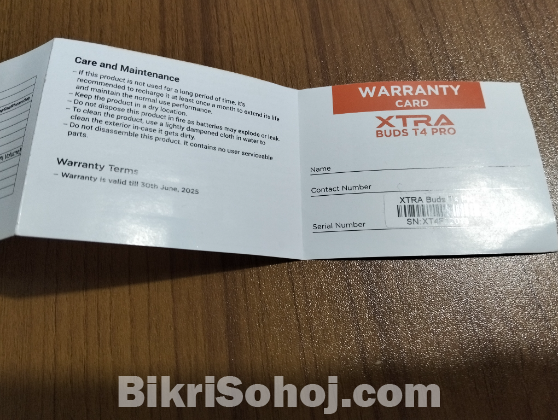 Care and Maintenance
– If this product is not used for a long period of time, it's
recommended to recharge it at least once a month to extend its life
and maintain the normal use performance.
– Keep the product in a dry location.
– Do not dispose this product in fire as batteries may explode or leak.
– To clean the product, use a lightly dampened cloth in water to
clean the exterior in case it gets dirty.
– Do not disassemble this product. It contains no user serviceable
parts.
Warranty Terms
– Warranty is valid till 30th June, 2025
WARRANTY
CARD
XTRA
BUDS T4 PRO
Name
Contact Number
XTRA Buds
Serial Number
SN:
BikriSohoj.com